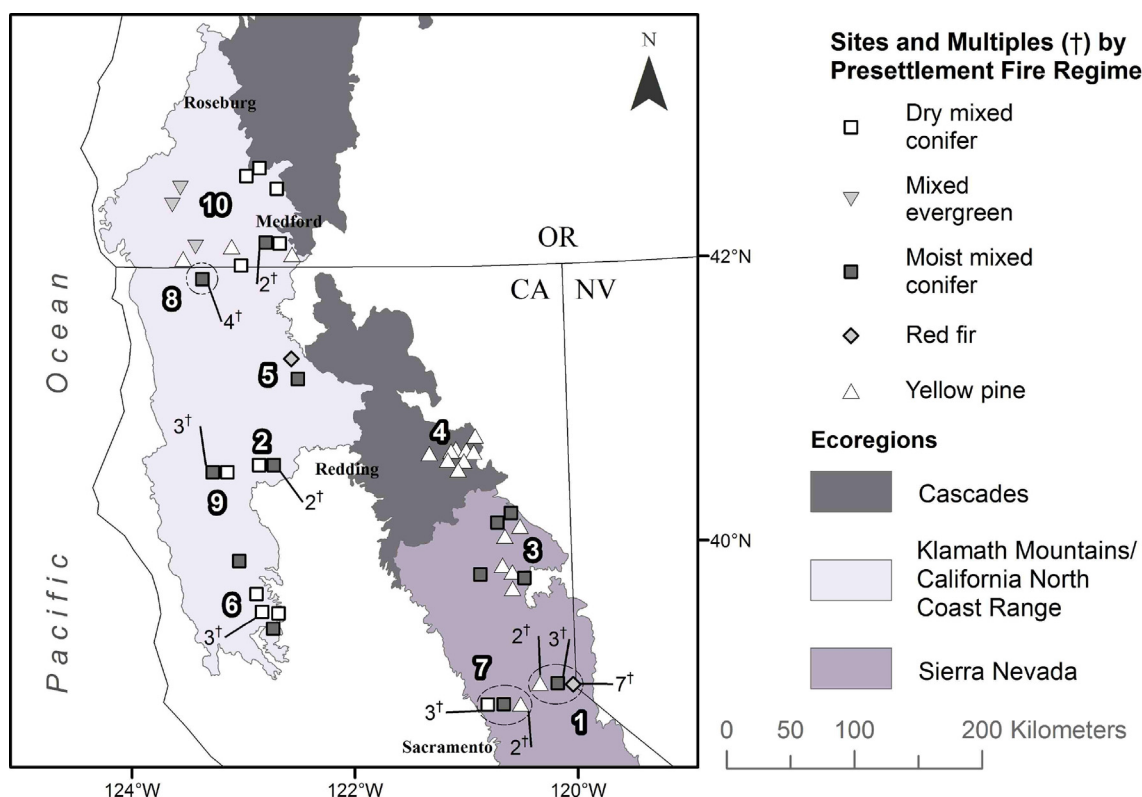 N
Roseburg
10
Medford
OR
42°N
2†
CA
NV
8
4†
5
Ocean
4
3†
2
Redding
2†
9
40°N
3
6
3†
Pacific
2†
3†
7
7†
3†
1
Sacramento
2†
124°W
122°W
120°W
Sites and Multiples (†) by
Presettlement Fire Regime
Dry mixed
conifer
Mixed
evergreen
Moist mixed
conifer
Red fir
Yellow pine
Ecoregions
Cascades
Klamath Mountains/
California North
Coast Range
Sierra Nevada
0 50 100 200 Kilometers